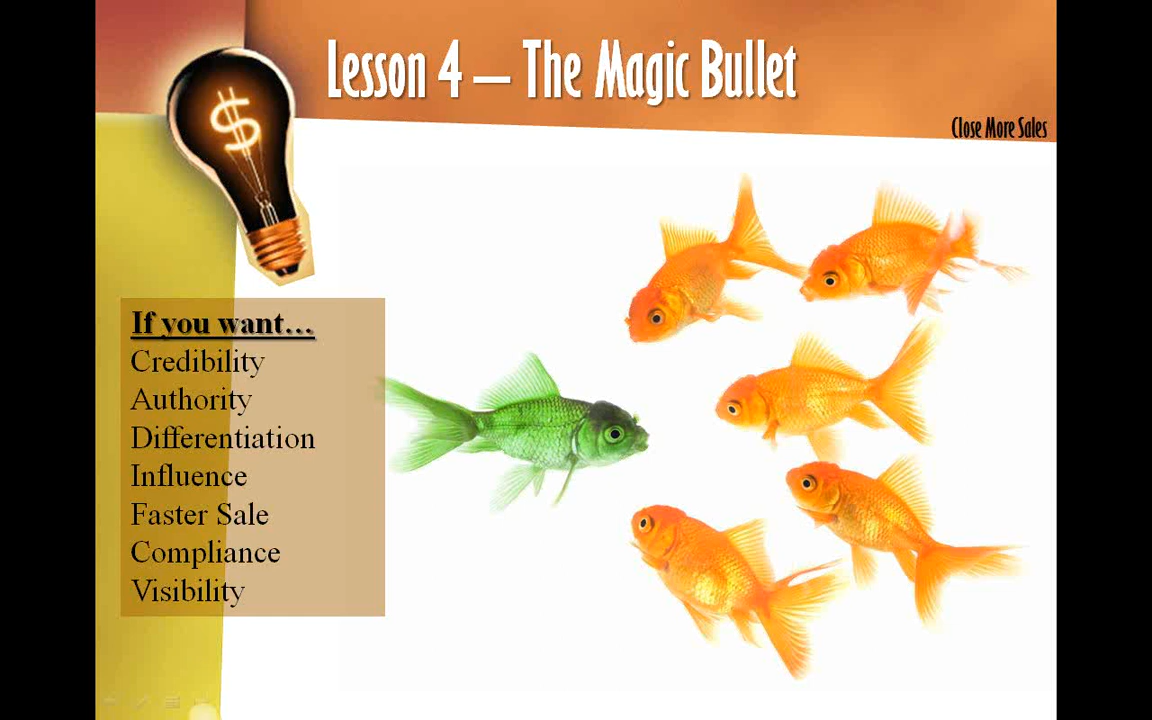 Lesson 4 – The Magic Bullet
Close More Sales
$
If you want…
Credibility
Authority
Differentiation
Influence
Faster Sale
Compliance
Visibility